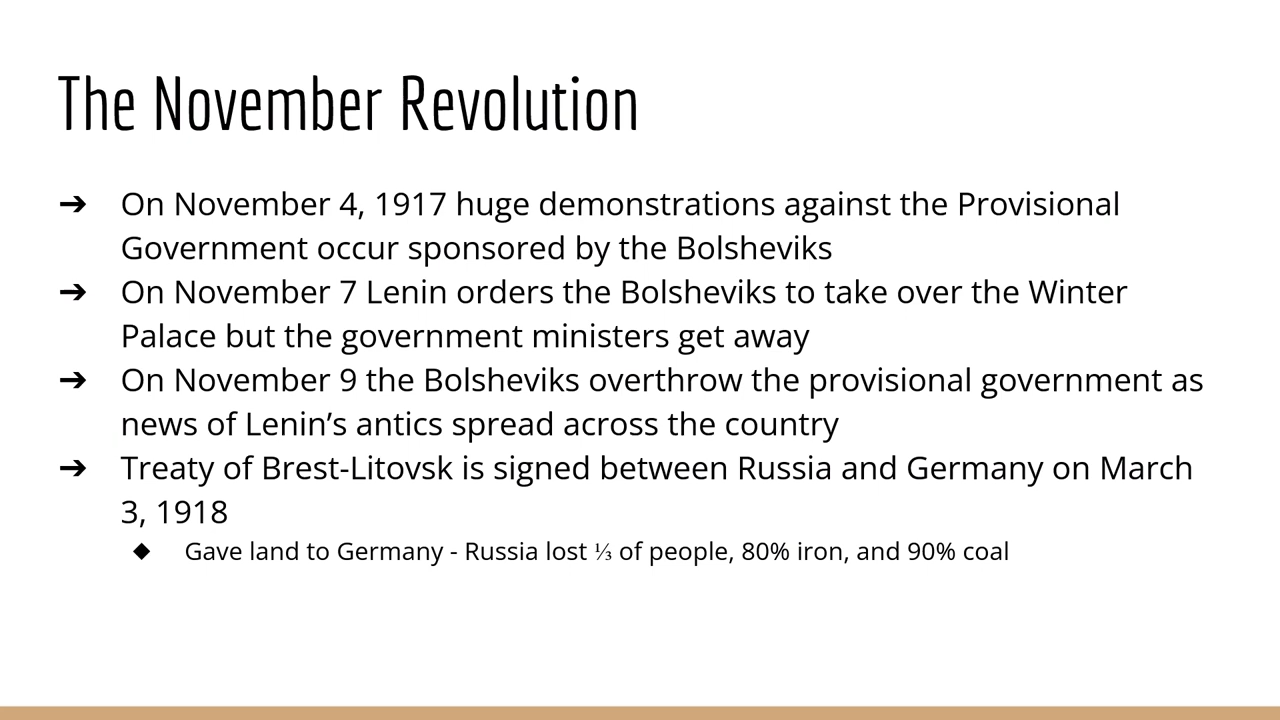 The November Revolution
➔ On November 4, 1917 huge demonstrations against the Provisional
Government occur sponsored by the Bolsheviks
➔ On November 7 Lenin orders the Bolsheviks to take over the Winter
Palace but the government ministers get away
➔ On November 9 the Bolsheviks overthrow the provisional government as
news of Lenin’s antics spread across the country
➔ Treaty of Brest-Litovsk is signed between Russia and Germany on March
3, 1918
◆ Gave land to Germany - Russia lost ⅓ of people, 80% iron, and 90% coal